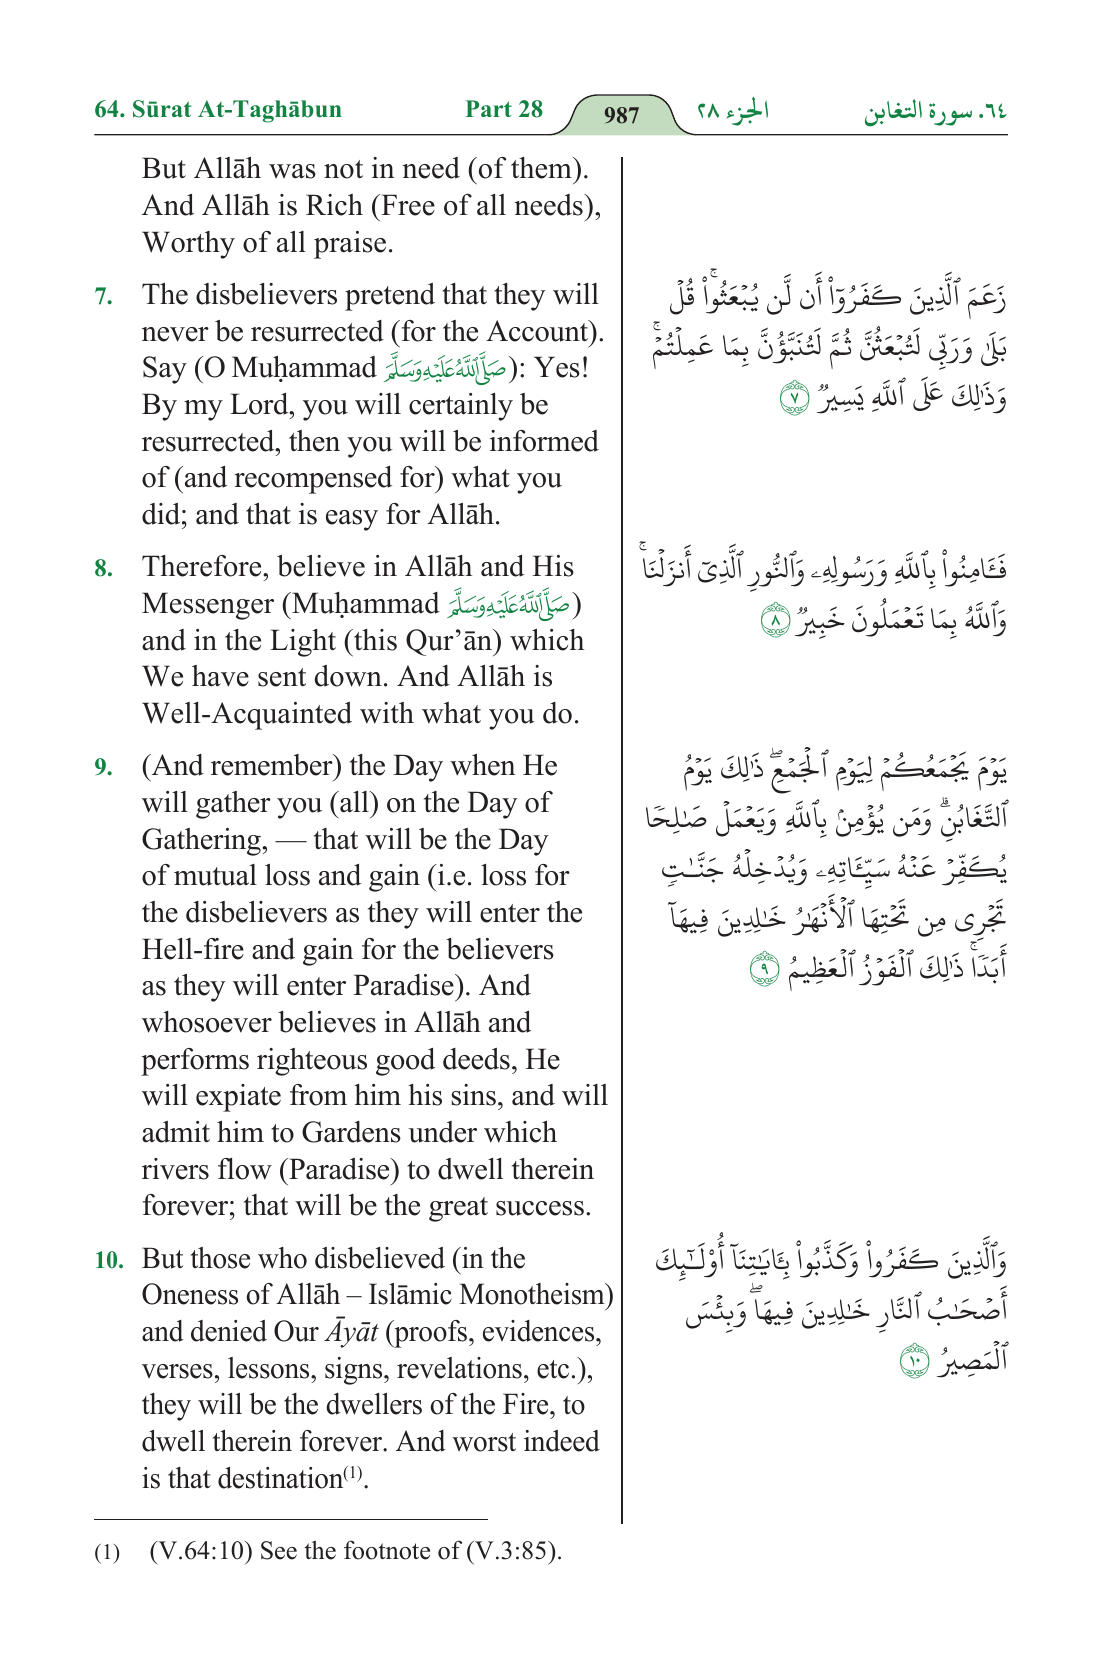 64. Sūrat At-Taghābun Part 28 987 الجزء ٢٨ ٦٤. سورة التغابن
But Allāh was not in need (of them).
And Allāh is Rich (Free of all needs),
Worthy of all praise.
7. The disbelievers pretend that they will
never be resurrected (for the Account).
Say (O Muḥammad صَلَّى اللَّهُ عَلَيْهِ وَسَلَّمَ): Yes!
By my Lord, you will certainly be
resurrected, then you will be informed
of (and recompensed for) what you
did; and that is easy for Allāh.
8. Therefore, believe in Allāh and His
Messenger (Muḥammad صَلَّى اللَّهُ عَلَيْهِ وَسَلَّمَ)
and in the Light (this Qur’ān) which
We have sent down. And Allāh is
Well-Acquainted with what you do.
9. (And remember) the Day when He
will gather you (all) on the Day of
Gathering, — that will be the Day
of mutual loss and gain (i.e. loss for
the disbelievers as they will enter the
Hell-fire and gain for the believers
as they will enter Paradise). And
whosoever believes in Allāh and
performs righteous good deeds, He
will expiate from him his sins, and will
admit him to Gardens under which
rivers flow (Paradise) to dwell therein
forever; that will be the great success.
10. But those who disbelieved (in the
Oneness of Allāh – Islāmic Monotheism)
and denied Our Āyāt (proofs, evidences,
verses, lessons, signs, revelations, etc.),
they will be the dwellers of the Fire, to
dwell therein forever. And worst indeed
is that destination(1).
زَعَمَ ٱلَّذِينَ كَفَرُوٓا۟ أَن لَّن يُبْعَثُوا۟ ۚ قُلْ
بَلَىٰ وَرَبِّى لَتُبْعَثُنَّ ثُمَّ لَتُنَبَّؤُنَّ بِمَا عَمِلْتُمْ ۚ
وَذَٰلِكَ عَلَى ٱللَّهِ يَسِيرٌ ٧
فَـَٔامِنُوا۟ بِٱللَّهِ وَرَسُولِهِۦ وَٱلنُّورِ ٱلَّذِىٓ أَنزَلْنَا ۚ
وَٱللَّهُ بِمَا تَعْمَلُونَ خَبِيرٌ ٨
يَوْمَ يَجْمَعُكُمْ لِيَوْمِ ٱلْجَمْعِ ۖ ذَٰلِكَ يَوْمُ
ٱلتَّغَابُنِ ۗ وَمَن يُؤْمِنۢ بِٱللَّهِ وَيَعْمَلْ صَـٰلِحًا
يُكَفِّرْ عَنْهُ سَيِّـَٔاتِهِۦ وَيُدْخِلْهُ جَنَّـٰتٍ
تَجْرِى مِن تَحْتِهَا ٱلْأَنْهَـٰرُ خَـٰلِدِينَ فِيهَآ
أَبَدًا ۚ ذَٰلِكَ ٱلْفَوْزُ ٱلْعَظِيمُ ٩
وَٱلَّذِينَ كَفَرُوا۟ وَكَذَّبُوا۟ بِـَٔايَـٰتِنَآ أُو۟لَـٰٓئِكَ
أَصْحَـٰبُ ٱلنَّارِ خَـٰلِدِينَ فِيهَا ۖ وَبِئْسَ
ٱلْمَصِيرُ ١٠
(1) (V.64:10) See the footnote of (V.3:85).